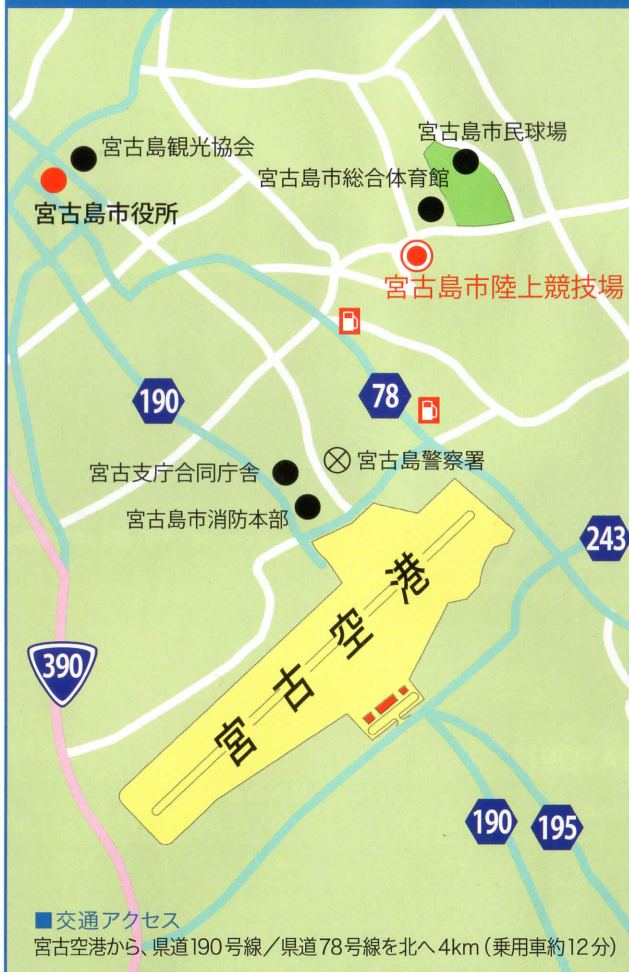 宮古島市民球場
宮古島観光協会
宮古島市総合体育館
宮古島市役所
宮古島市陸上競技場
190
78
宮古支庁合同庁舎
宮古島警察署
宮古島市消防本部
243
390
宮古空港
190
195
■交通アクセス
宮古空港から、県道190号線／県道78号線を北へ4km（乗用車約12分）